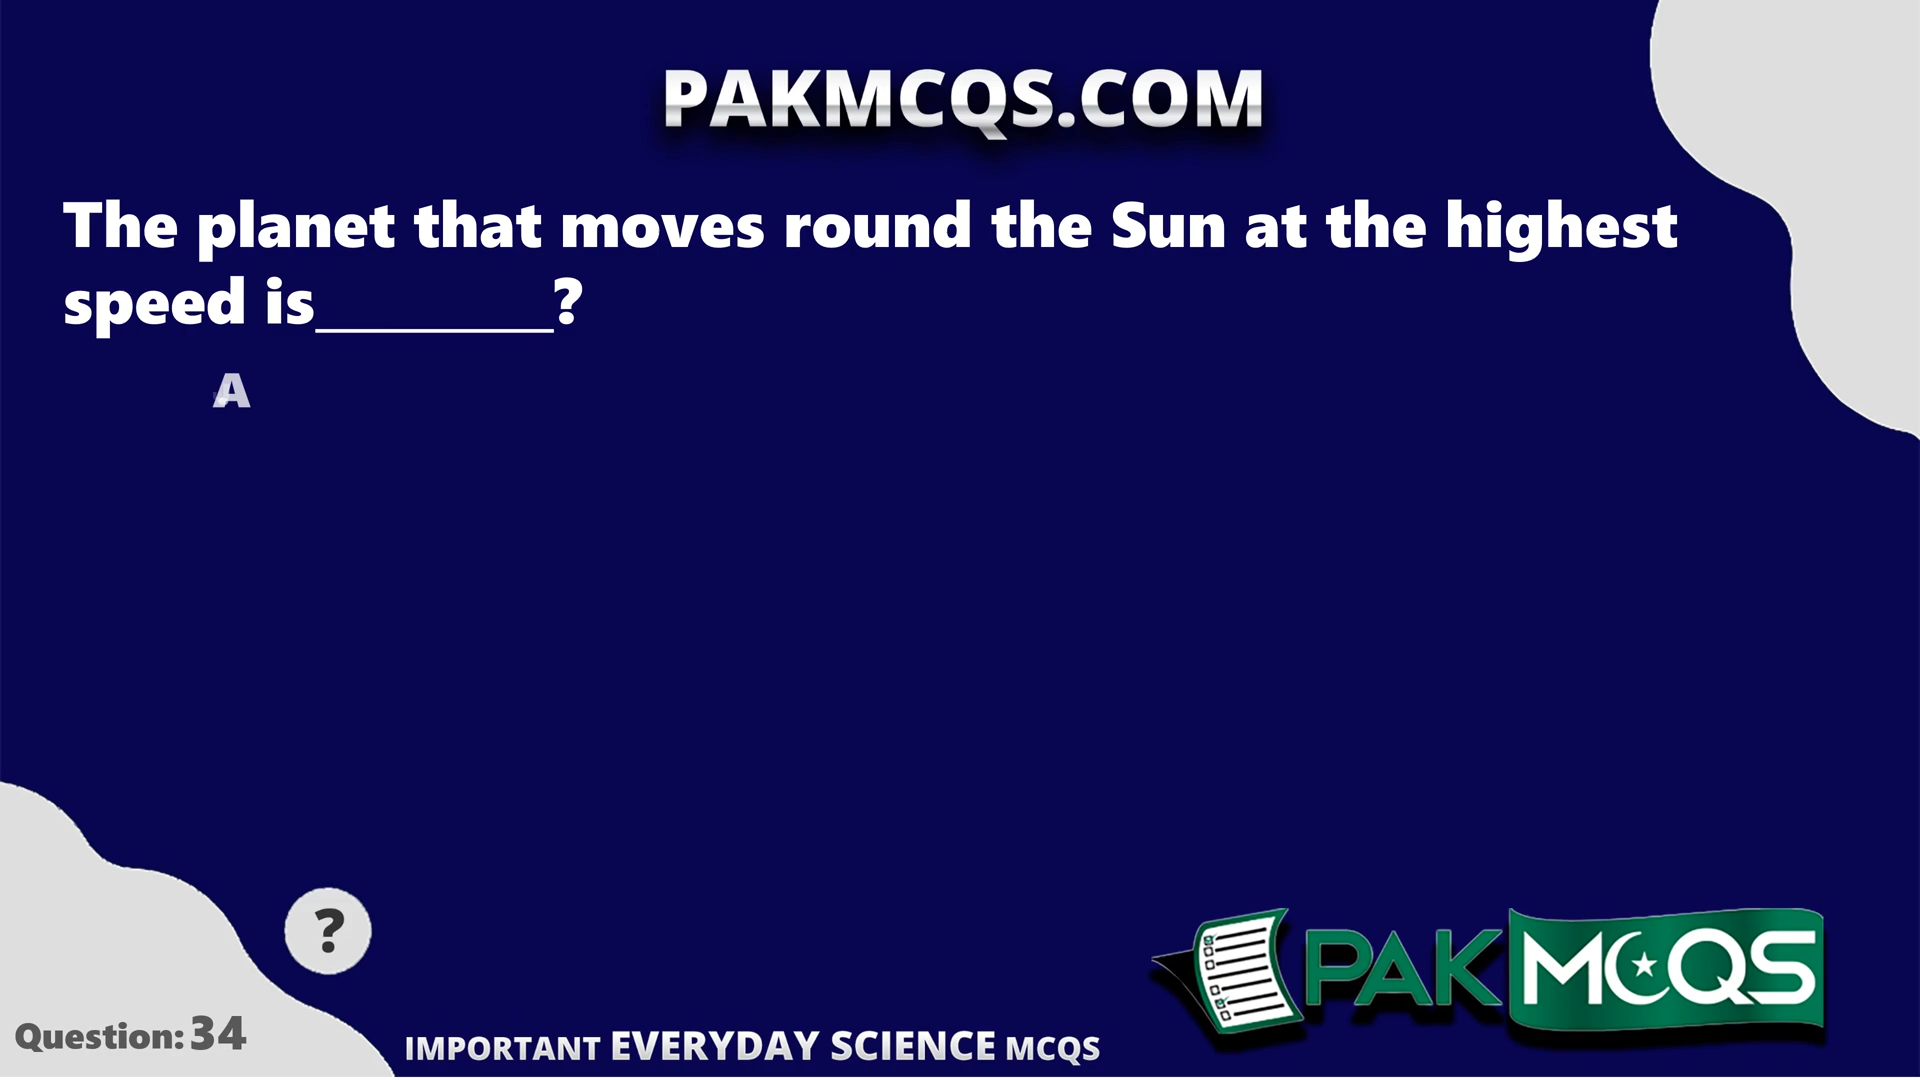 PAKMCQS.COM
The planet that moves round the Sun at the highest
speed is________?
A
?
PAKMCQS
Question: 34
IMPORTANT EVERYDAY SCIENCE MCQS